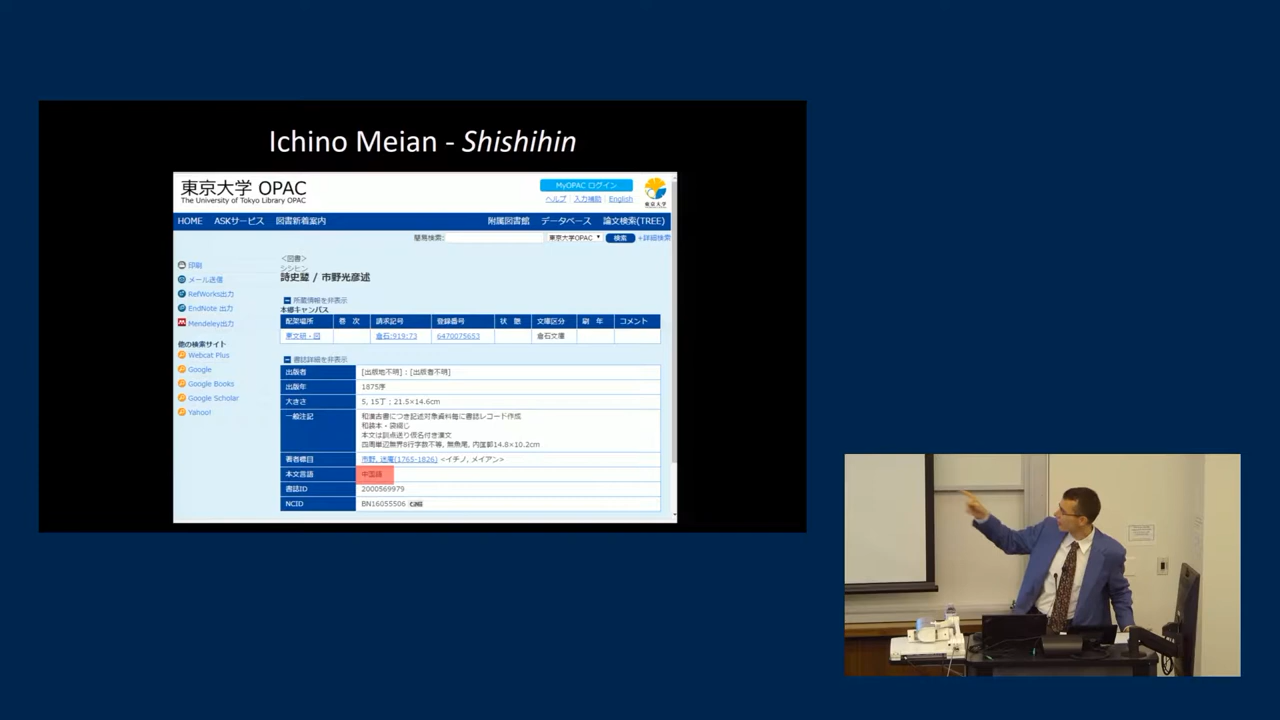 Ichino Meian - Shishihin
東京大学 OPAC
The University of Tokyo Library OPAC
MyOPAC ログイン
ヘルプ 入力補助 English
東京大学
HOME ASKサービス 図書新着案内 附属図書館 データベース 論文検索(TREE)
簡易検索: 東京大学OPAC 検索 +詳細検索
印刷
メール送信
RefWorks出力
EndNote 出力
Mendeley出力
他の検索サイト
Webcat Plus
Google
Google Books
Google Scholar
Yahoo!
<図書>
シシヒン
詩史顰 / 市野光彦述
所蔵情報を非表示
本郷キャンパス
配架場所 巻 次 請求記号 登録番号 状 態 文庫区分 刷 年 コメント
東文研・図 倉石:919:73 6470075653 倉石文庫
書誌詳細を非表示
出版者 [出版地不明] : [出版者不明]
出版年 1875序
大きさ 5, 15丁 ; 21.5×14.6cm
一般注記 和漢古書につき記述対象資料毎に書誌レコード作成
和装本・袋綴じ
本文は訓点送り仮名付き漢文
四周単辺無界8行字数不等, 無魚尾, 内匡郭14.8×10.2cm
著者標目 市野, 迷庵(1765-1826) <イチノ, メイアン>
本文言語 中国語
書誌ID 2000569979
NCID BN16055506